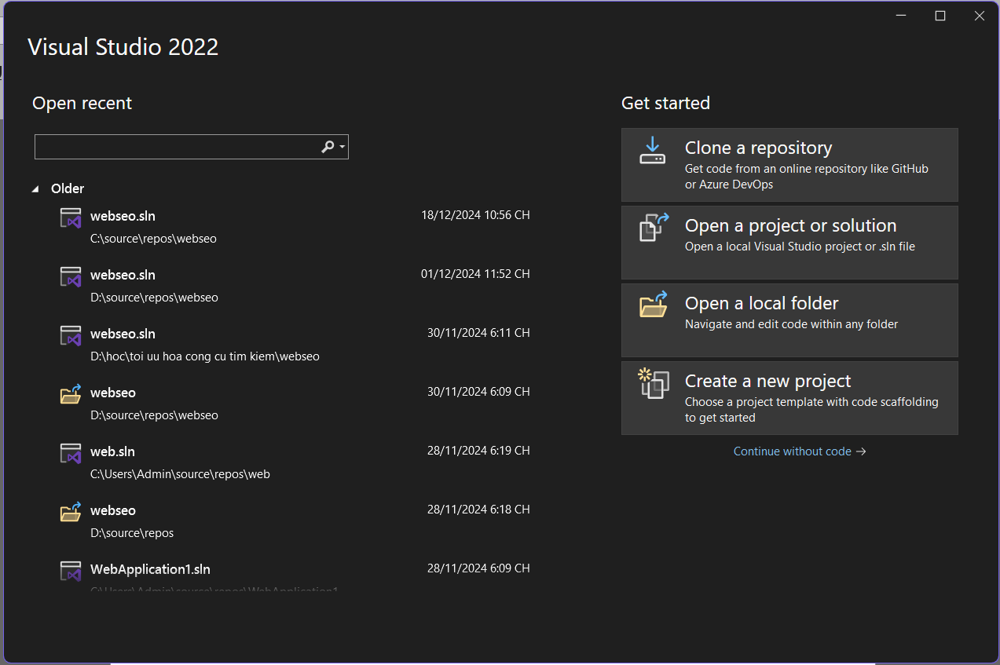 Visual Studio 2022
Open recent
Older
webseo.sln 18/12/2024 10:56 CH
C:\source\repos\webseo
webseo.sln 01/12/2024 11:52 CH
D:\source\repos\webseo
webseo.sln 30/11/2024 6:11 CH
D:\hoc\toi uu hoa cong cu tim kiem\webseo
webseo 30/11/2024 6:09 CH
D:\source\repos\webseo
web.sln 28/11/2024 6:19 CH
C:\Users\Admin\source\repos\web
webseo 28/11/2024 6:18 CH
D:\source\repos
WebApplication1.sln 28/11/2024 6:09 CH
C:\Users\Admin\source\repos\WebApplication1
Get started
Clone a repository
Get code from an online repository like GitHub
or Azure DevOps
Open a project or solution
Open a local Visual Studio project or .sln file
Open a local folder
Navigate and edit code within any folder
Create a new project
Choose a project template with code scaffolding
to get started
Continue without code →